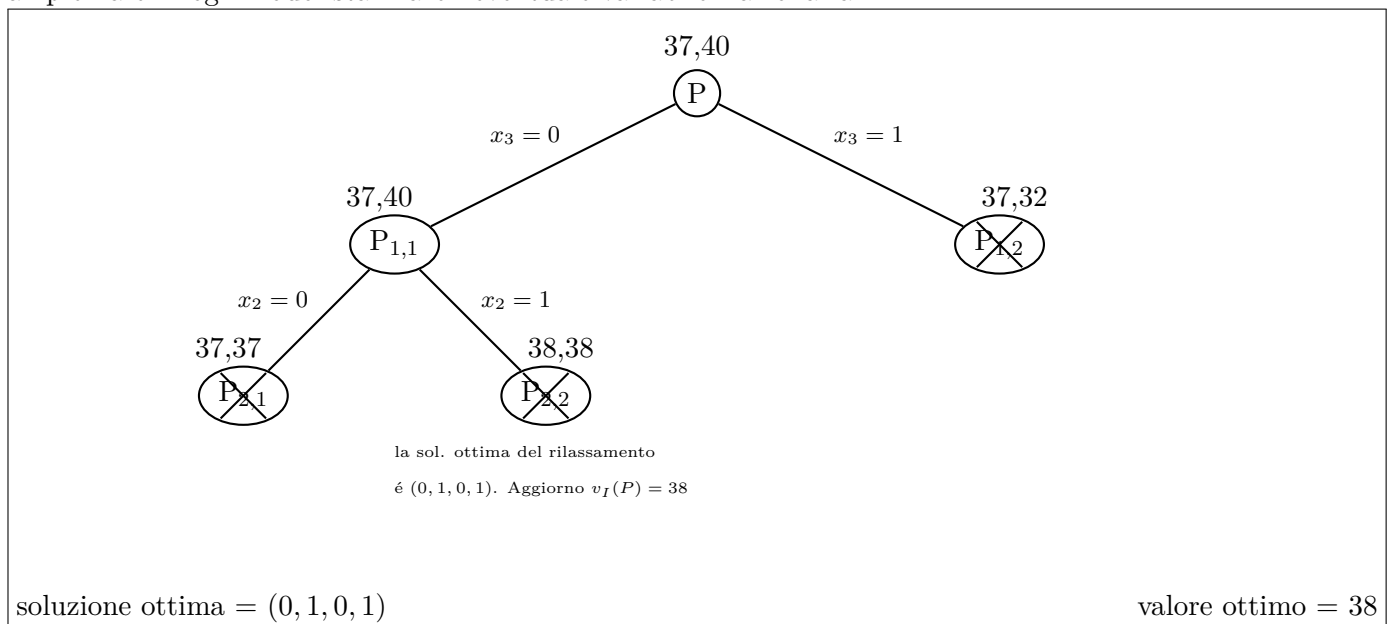 37,40
P
x₃ = 0
x₃ = 1
37,40
37,32
P₁,₁
P₁,₂
x₂ = 0
x₂ = 1
37,37
38,38
P₂,₁
P₂,₂
la sol. ottima del rilassamento
é (0, 1, 0, 1). Aggiorno v_I(P) = 38
soluzione ottima = (0, 1, 0, 1)
valore ottimo = 38